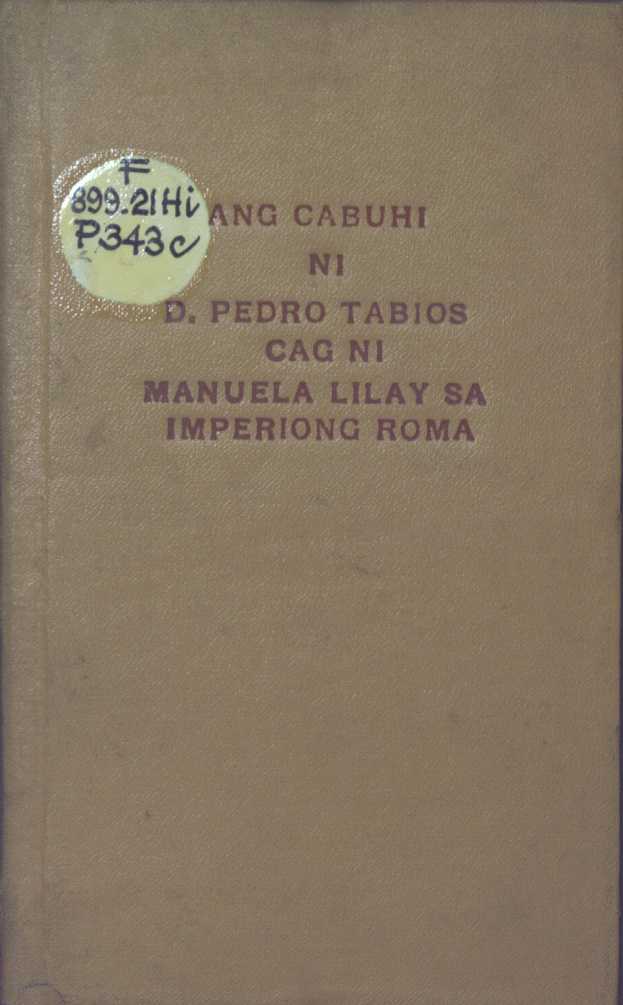 F
899.21Hi
P343c
ANG CABUHI
NI
D. PEDRO TABIOS
CAG NI
MANUELA LILAY SA
IMPERIONG ROMA